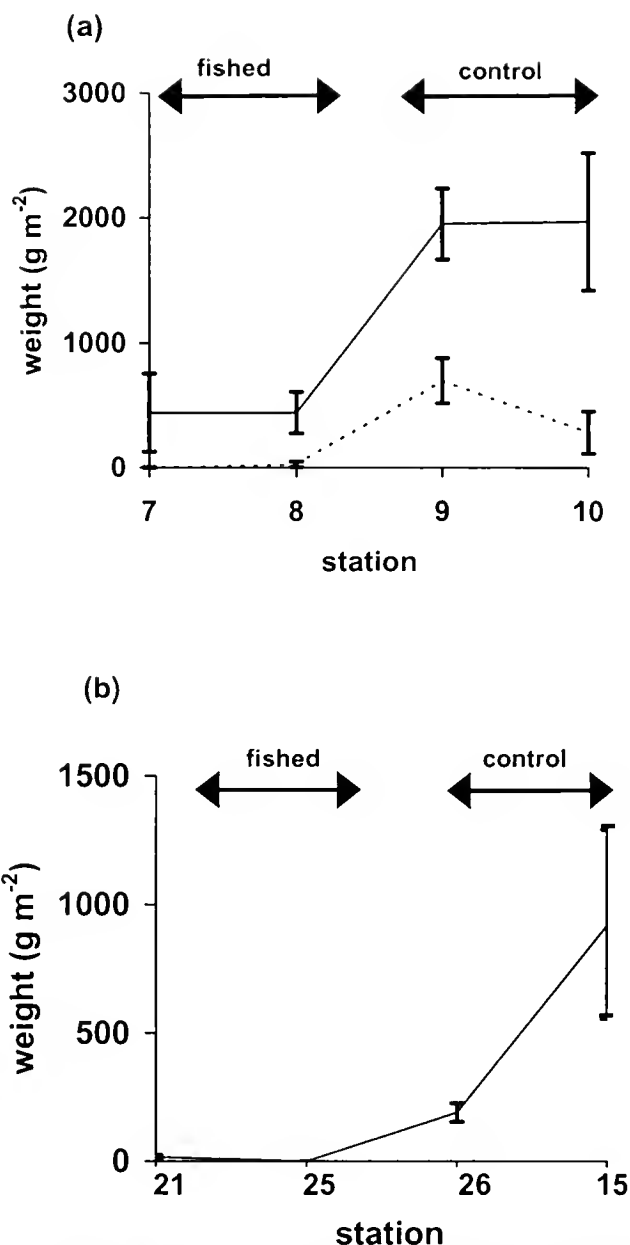 (a)
fished control
3000
2000
1000
0
weight (g m-2)
7 8 9 10
station
(b)
fished control
1500
1000
500
0
weight (g m-2)
21 25 26 15
station